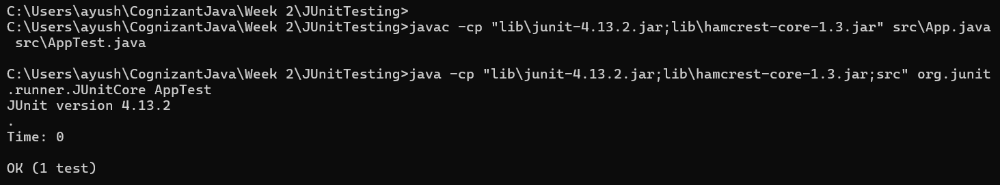 C:\Users\ayush\CognizantJava\Week 2\JUnitTesting>
C:\Users\ayush\CognizantJava\Week 2\JUnitTesting>javac -cp "lib\junit-4.13.2.jar;lib\hamcrest-core-1.3.jar" src\App.java
 src\AppTest.java
C:\Users\ayush\CognizantJava\Week 2\JUnitTesting>java -cp "lib\junit-4.13.2.jar;lib\hamcrest-core-1.3.jar;src" org.junit
.runner.JUnitCore AppTest
JUnit version 4.13.2
.
Time: 0
OK (1 test)